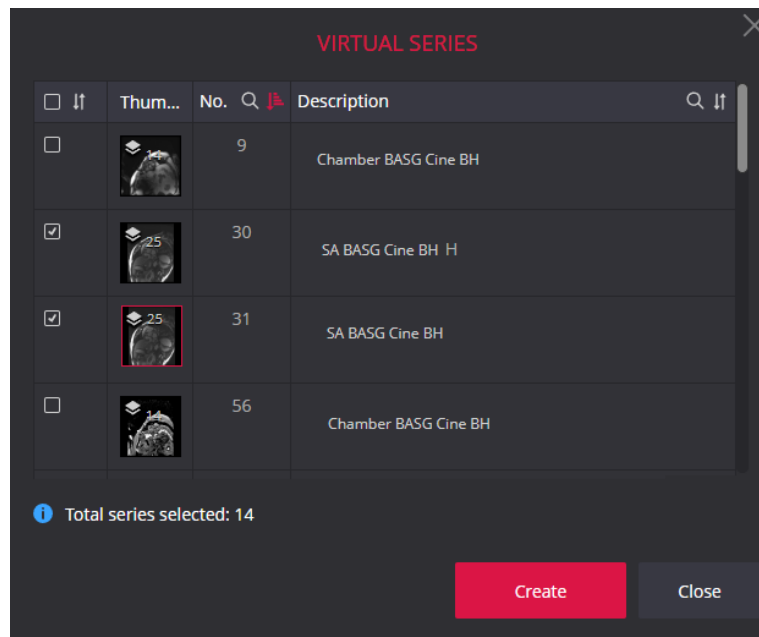 VIRTUAL SERIES
Thum... No. Description
14 9 Chamber BASG Cine BH
25 30 SA BASG Cine BH H
25 31 SA BASG Cine BH
14 56 Chamber BASG Cine BH
Total series selected: 14
Create Close